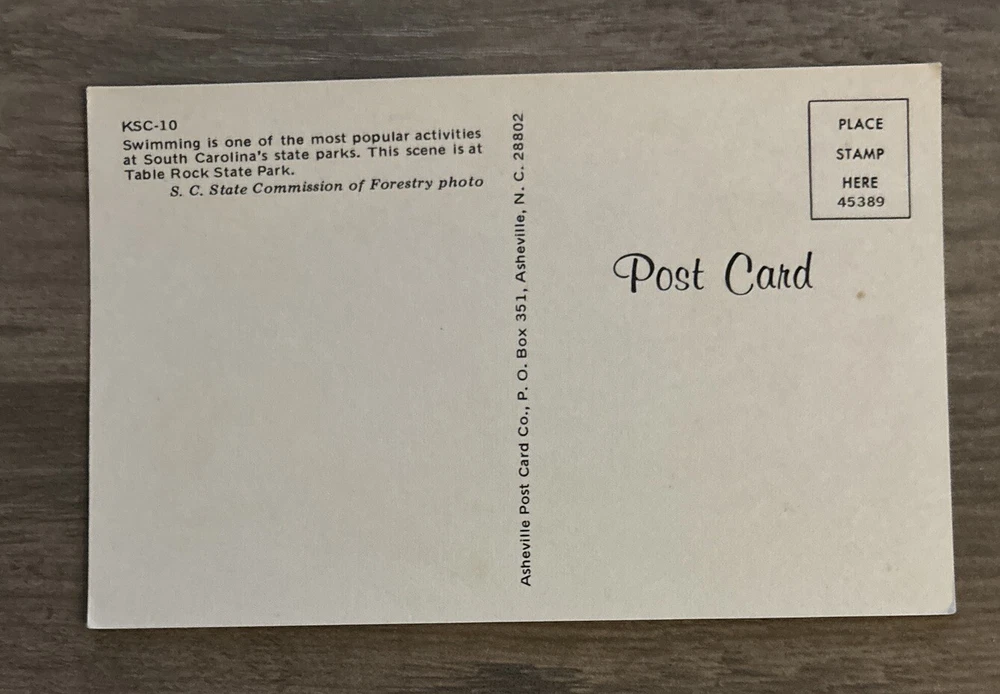 KSC-10
Swimming is one of the most popular activities
at South Carolina's state parks. This scene is at
Table Rock State Park.
S. C. State Commission of Forestry photo
Asheville Post Card Co., P. O. Box 351, Asheville, N. C. 28802
PLACE
STAMP
HERE
45389
Post Card